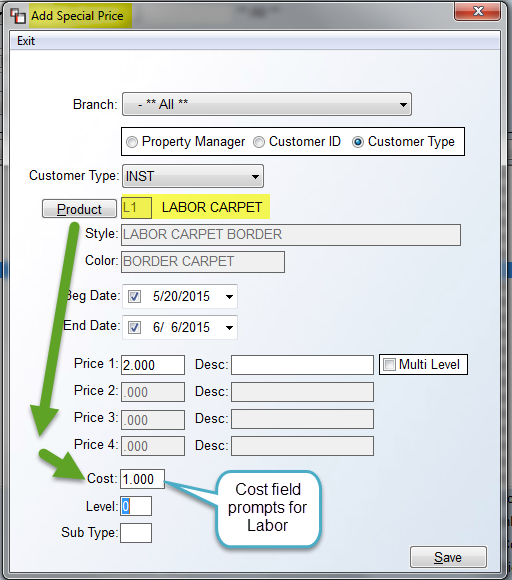 Add Special Price
Exit
Branch: - ** All **
Property Manager Customer ID Customer Type
Customer Type: INST
Product L1 LABOR CARPET
Style: LABOR CARPET BORDER
Color: BORDER CARPET
Beg Date: 5/20/2015
End Date: 6/ 6/2015
Price 1: 2.000 Desc: Multi Level
Price 2: .000 Desc:
Price 3: .000 Desc:
Price 4: .000 Desc:
Cost: 1.000
Level: 0
Sub Type:
Cost field
prompts for
Labor
Save